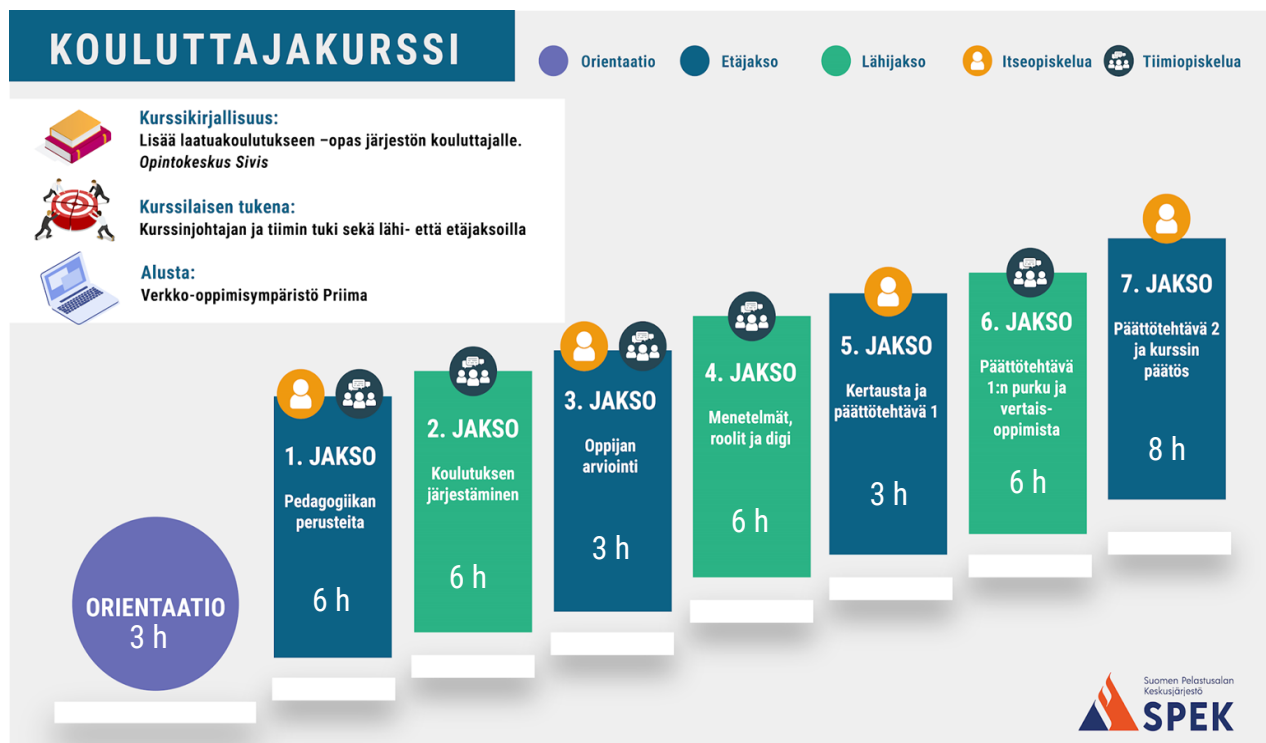 KOULUTTAJAKURSSI
Orientaatio
Etäjakso
Lähijakso
Itseopiskelua
Tiimiopiskelua
Kurssikirjallisuus:
Lisää laatuakoulutukseen –opas järjestön kouluttajalle.
Opintokeskus Sivis
Kurssilaisen tukena:
Kurssinjohtajan ja tiimin tuki sekä lähi- että etäjaksoilla
Alusta:
Verkko-oppimisympäristö Priima
ORIENTAATIO
3 h
1. JAKSO
Pedagogiikan
perusteita
6 h
2. JAKSO
Koulutuksen
järjestäminen
6 h
3. JAKSO
Oppijan
arviointi
3 h
4. JAKSO
Menetelmät,
roolit ja digi
6 h
5. JAKSO
Kertausta ja
päättötehtävä 1
3 h
6. JAKSO
Päättötehtävä
1:n purku ja
vertais-
oppimista
6 h
7. JAKSO
Päättötehtävä 2
ja kurssin
päätös
8 h
Suomen Pelastusalan
Keskusjärjestö
SPEK